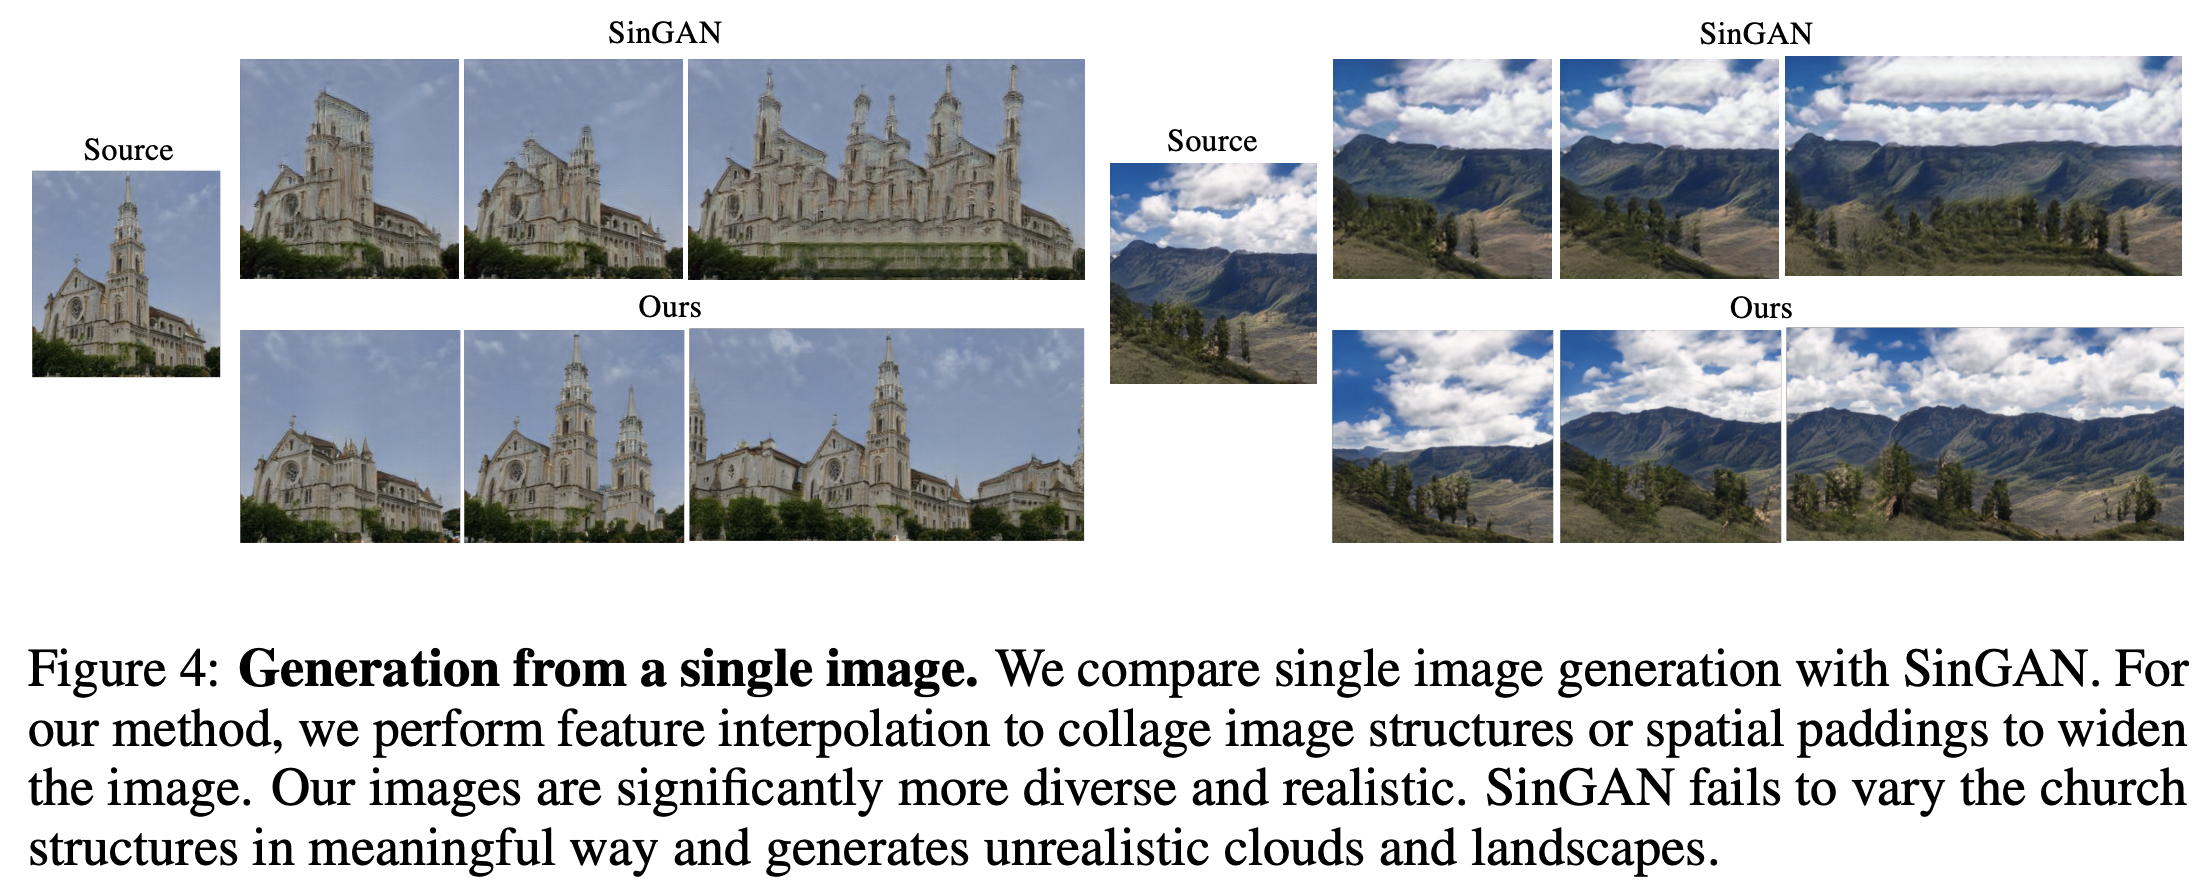 SinGAN
Source
Ours
SinGAN
Source
Ours
Figure 4: Generation from a single image. We compare single image generation with SinGAN. For
our method, we perform feature interpolation to collage image structures or spatial paddings to widen
the image. Our images are significantly more diverse and realistic. SinGAN fails to vary the church
structures in meaningful way and generates unrealistic clouds and landscapes.